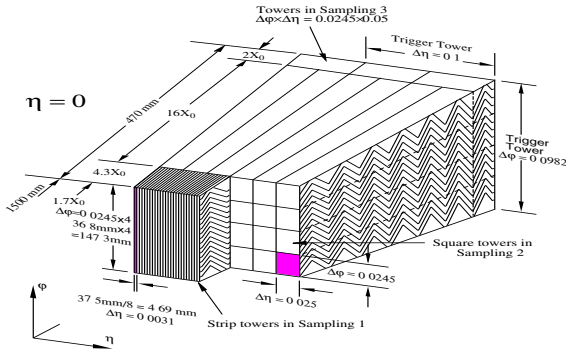 Towers in Sampling 3
Δφ×Δη = 0.0245×0.05
Trigger Tower
Δη = 0 1
2X₀
η = 0
470 mm
16X₀
Trigger
Tower
Δφ = 0.0982
4.3X₀
1500 mm
1.7X₀
Δφ=0 0245x4
36 8mmx4
=147 3mm
Square towers in
Sampling 2
Δφ = 0 0245
φ
37 5mm/8 = 4 69 mm
Δη = 0 0031
Δη = 0 025
Strip towers in Sampling 1
η